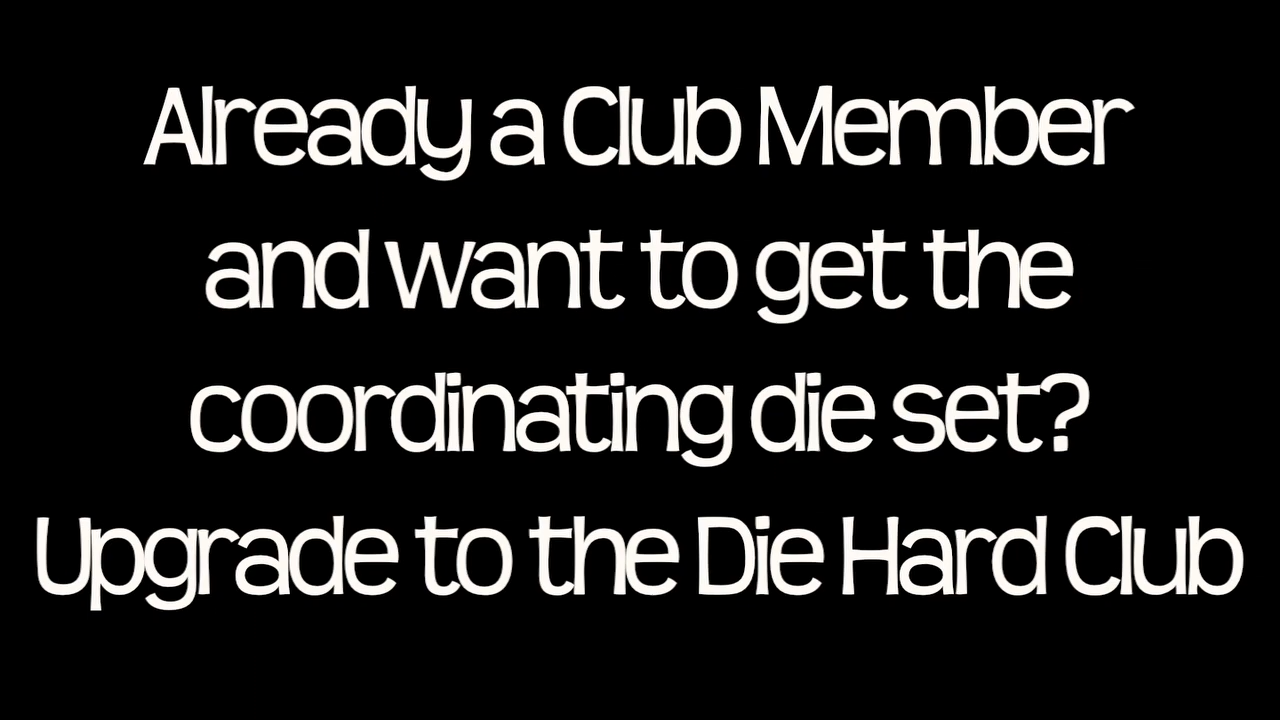 Already a Club Member
and want to get the
coordinating die set?
Upgrade to the Die Hard Club